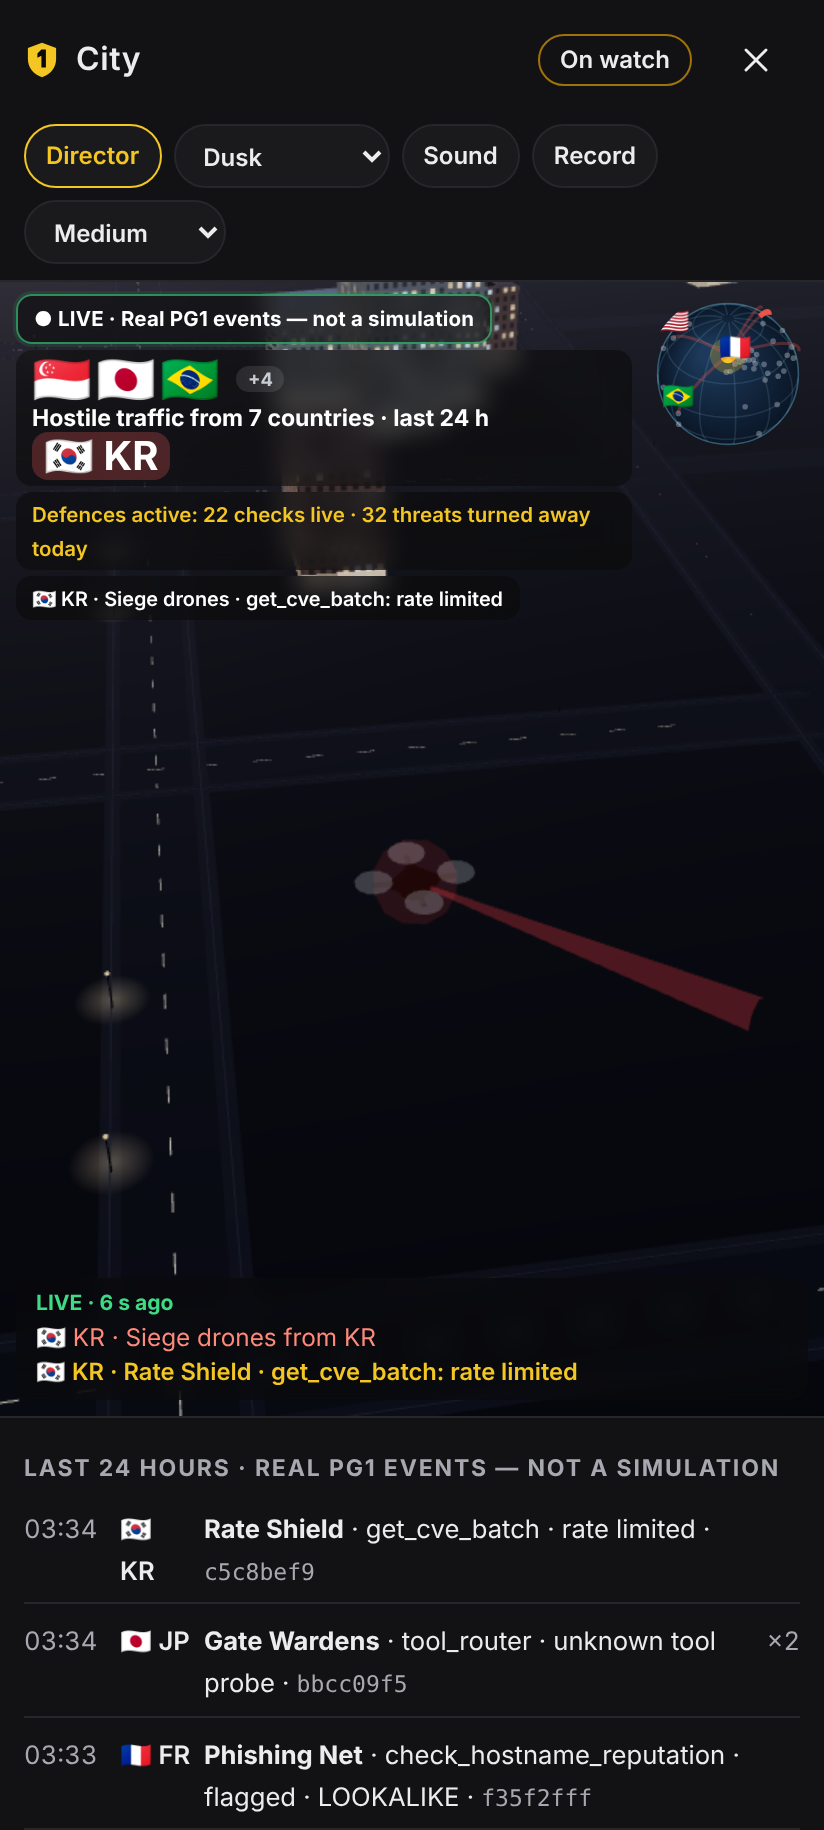 1 City
On watch
Director
Dusk
Sound
Record
Medium
LIVE · Real PG1 events — not a simulation
+4
Hostile traffic from 7 countries · last 24 h
KR
Defences active: 22 checks live · 32 threats turned away
today
KR · Siege drones · get_cve_batch: rate limited
LIVE · 6 s ago
KR · Siege drones from KR
KR · Rate Shield · get_cve_batch: rate limited
LAST 24 HOURS · REAL PG1 EVENTS — NOT A SIMULATION
03:34 KR Rate Shield · get_cve_batch · rate limited ·
c5c8bef9
03:34 JP Gate Wardens · tool_router · unknown tool ×2
probe · bbcc09f5
03:33 FR Phishing Net · check_hostname_reputation ·
flagged · LOOKALIKE · f35f2fff